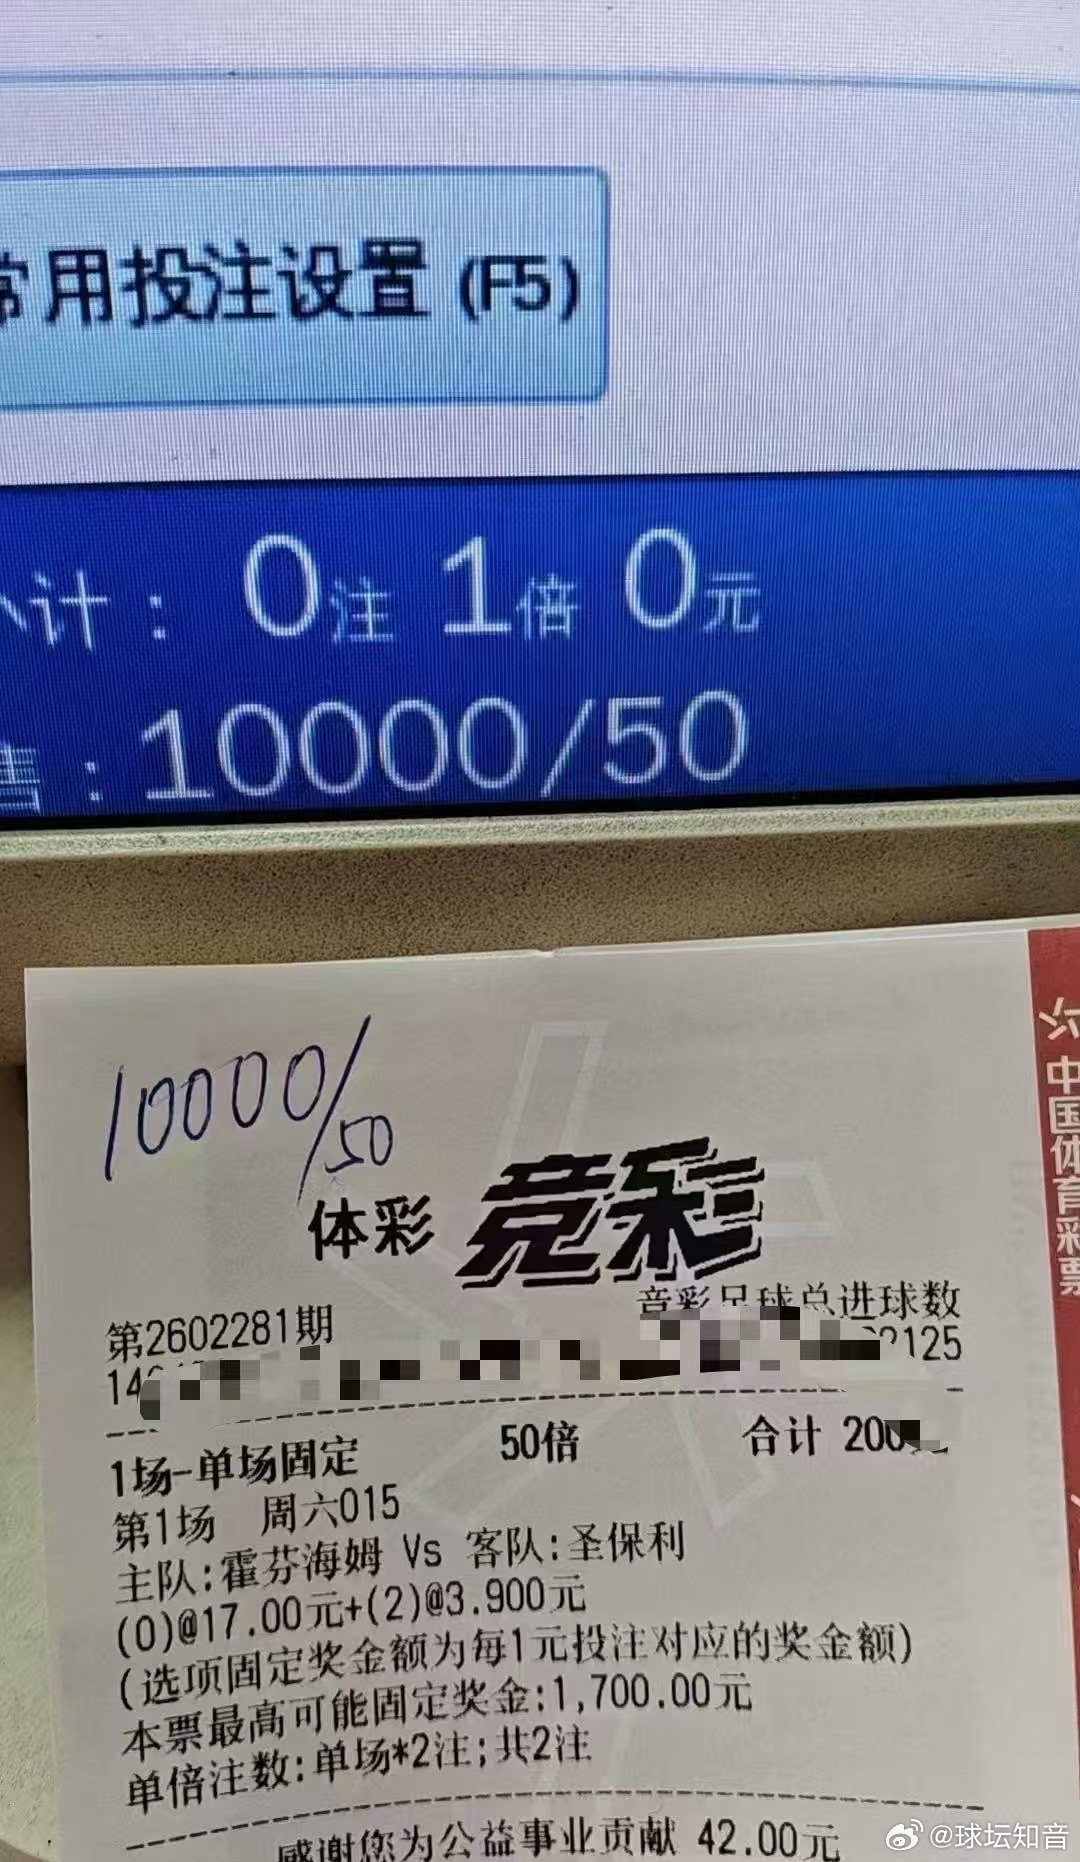 常用投注设置 (F5)
计： 0注 1倍 0元
售：10000/50
10000/50
体彩 竞彩
第2602281期
竞彩足球总进球数
2125
1场-单场固定 50倍 合计 200
第1场 周六015
主队:霍芬海姆 Vs 客队:圣保利
(0)@17.00元+(2)@3.900元
(选项固定奖金额为每1元投注对应的奖金额)
本票最高可能固定奖金:1,700.00元
单倍注数:单场*2注;共2注
感谢您为公益事业贡献 42.00元
中国体育彩票
@球坛知音